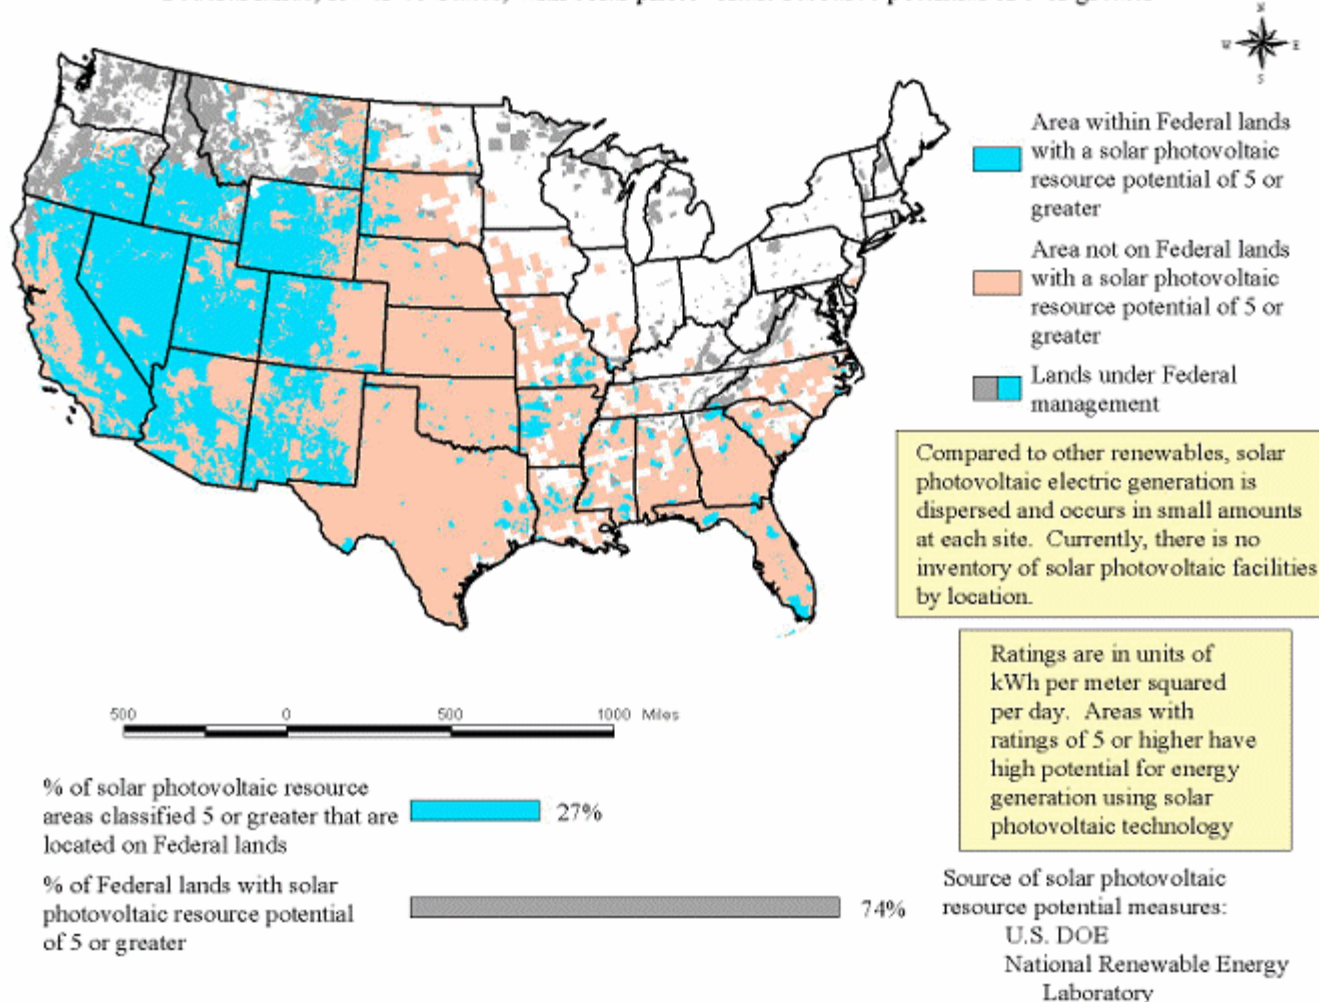 N
W E
S
Area within Federal lands
with a solar photovoltaic
resource potential of 5 or
greater
Area not on Federal lands
with a solar photovoltaic
resource potential of 5 or
greater
Lands under Federal
management
Compared to other renewables, solar
photovoltaic electric generation is
dispersed and occurs in small amounts
at each site. Currently, there is no
inventory of solar photovoltaic facilities
by location.
Ratings are in units of
kWh per meter squared
per day. Areas with
ratings of 5 or higher have
high potential for energy
generation using solar
photovoltaic technology
500 0 500 1000 Miles
% of solar photovoltaic resource
areas classified 5 or greater that are
located on Federal lands
27%
% of Federal lands with solar
photovoltaic resource potential
of 5 or greater
74%
Source of solar photovoltaic
resource potential measures:
U.S. DOE
National Renewable Energy
Laboratory